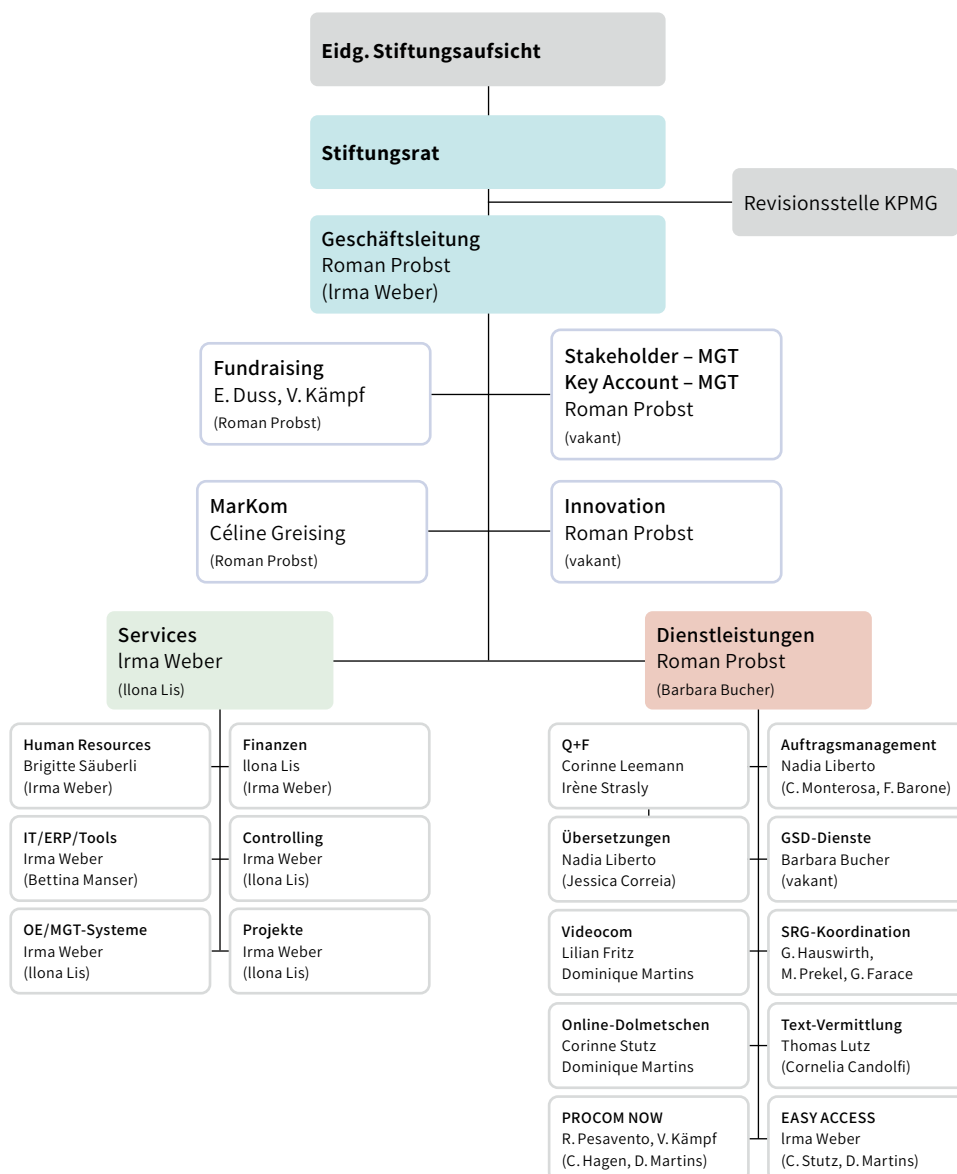 Eidg. Stiftungsaufsicht
Stiftungsrat
Revisionsstelle KPMG
Geschäftsleitung
Roman Probst
(Irma Weber)
Fundraising
E. Duss, V. Kämpf
(Roman Probst)
Stakeholder – MGT
Key Account – MGT
Roman Probst
(vakant)
MarKom
Céline Greising
(Roman Probst)
Innovation
Roman Probst
(vakant)
Services
Irma Weber
(Ilona Lis)
Dienstleistungen
Roman Probst
(Barbara Bucher)
Human Resources
Brigitte Säuberli
(Irma Weber)
Finanzen
Ilona Lis
(Irma Weber)
IT/ERP/Tools
Irma Weber
(Bettina Manser)
Controlling
Irma Weber
(Ilona Lis)
OE/MGT-Systeme
Irma Weber
(Ilona Lis)
Projekte
Irma Weber
(Ilona Lis)
Q+F
Corinne Leemann
Irène Strasly
Auftragsmanagement
Nadia Liberto
(C. Monterosa, F. Barone)
Übersetzungen
Nadia Liberto
(Jessica Correia)
GSD-Dienste
Barbara Bucher
(vakant)
Videocom
Lilian Fritz
Dominique Martins
SRG-Koordination
G. Hauswirth,
M. Prekel, G. Farace
Online-Dolmetschen
Corinne Stutz
Dominique Martins
Text-Vermittlung
Thomas Lutz
(Cornelia Candolfi)
PROCOM NOW
R. Pesavento, V. Kämpf
(C. Hagen, D. Martins)
EASY ACCESS
Irma Weber
(C. Stutz, D. Martins)